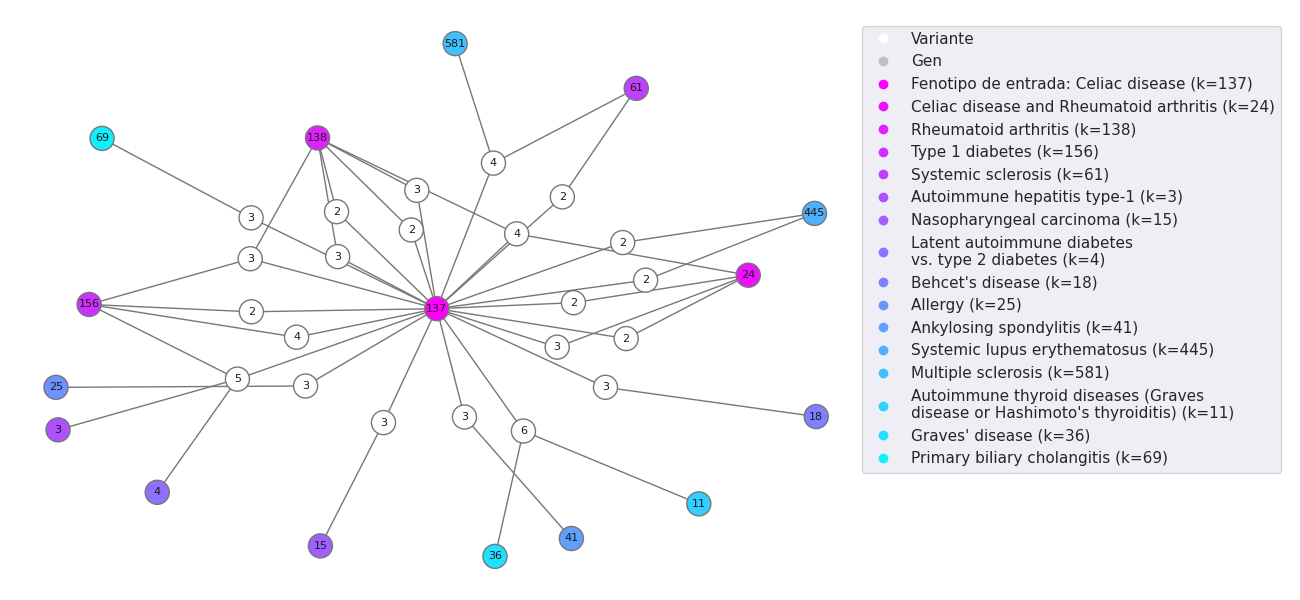 581
61
69
138
4
3
2
3
2
445
2
4
2
3
3
24
2
156
2
137
2
4
3
2
5
25
3
3
18
3
3
3
6
4
11
15
41
36
Variante
Gen
Fenotipo de entrada: Celiac disease (k=137)
Celiac disease and Rheumatoid arthritis (k=24)
Rheumatoid arthritis (k=138)
Type 1 diabetes (k=156)
Systemic sclerosis (k=61)
Autoimmune hepatitis type-1 (k=3)
Nasopharyngeal carcinoma (k=15)
Latent autoimmune diabetes
vs. type 2 diabetes (k=4)
Behcet's disease (k=18)
Allergy (k=25)
Ankylosing spondylitis (k=41)
Systemic lupus erythematosus (k=445)
Multiple sclerosis (k=581)
Autoimmune thyroid diseases (Graves
disease or Hashimoto's thyroiditis) (k=11)
Graves' disease (k=36)
Primary biliary cholangitis (k=69)